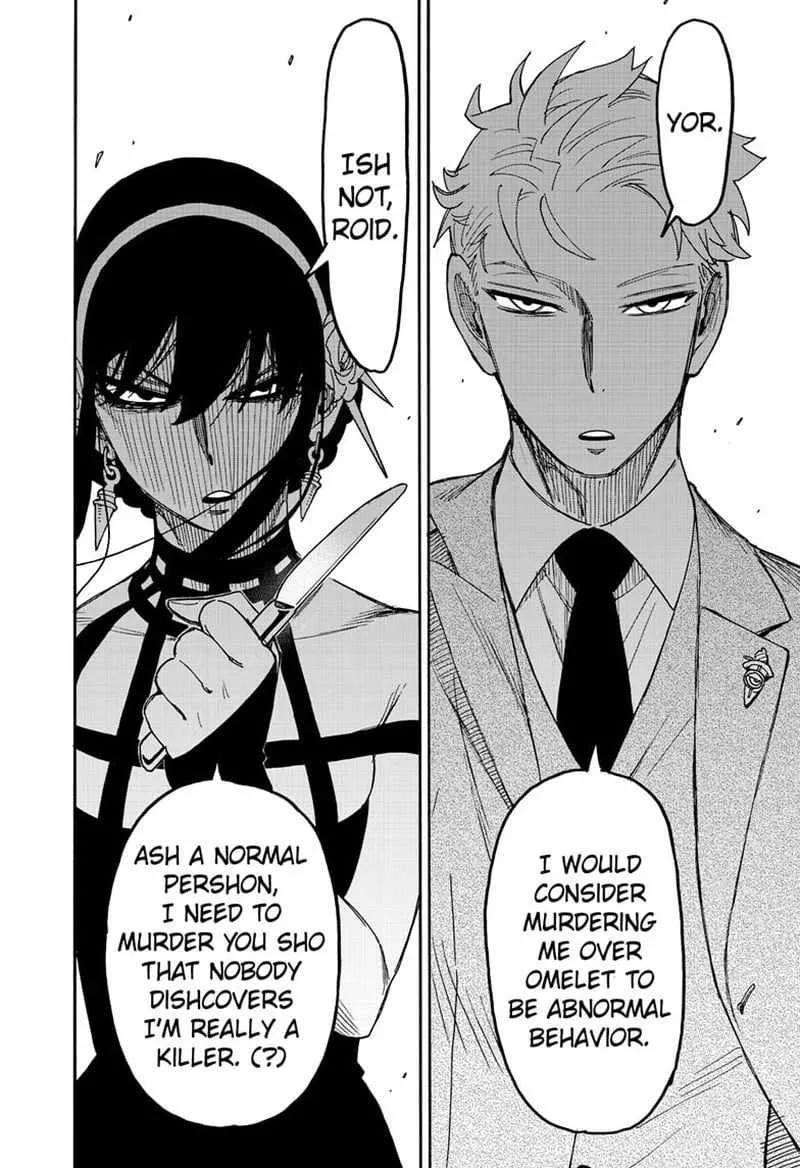 YOR.
I WOULD
CONSIDER
MURDERING
ME OVER
OMELET TO
BE ABNORMAL
BEHAVIOR.
ISH
NOT,
ROID.
ASH A NORMAL
PERSHON,
I NEED TO
MURDER YOU SHO
THAT NOBODY
DISHCOVERS
I'M REALLY A
KILLER. (?)